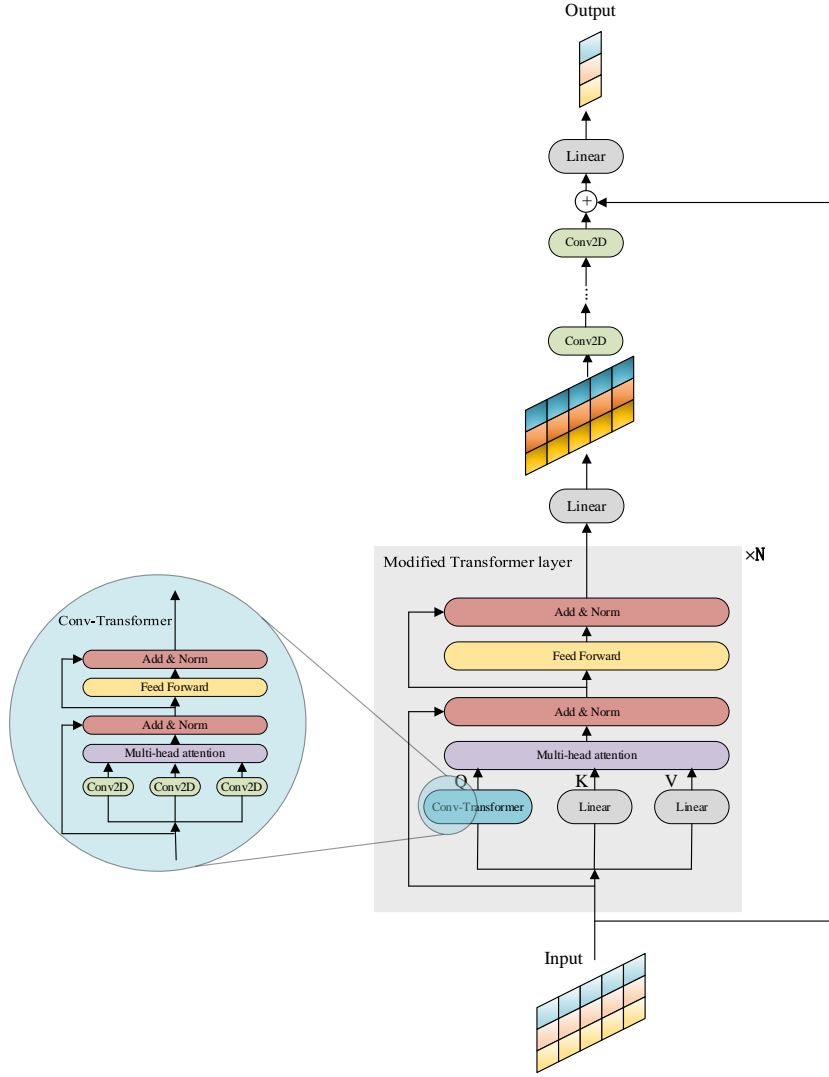 Output
Linear
+
Conv2D
...
Conv2D
Linear
×N
Modified Transformer layer
Add & Norm
Feed Forward
Add & Norm
Multi-head attention
Q K V
Conv-Transformer Linear Linear
Input
Conv-Transformer
Add & Norm
Feed Forward
Add & Norm
Multi-head attention
Conv2D Conv2D Conv2D